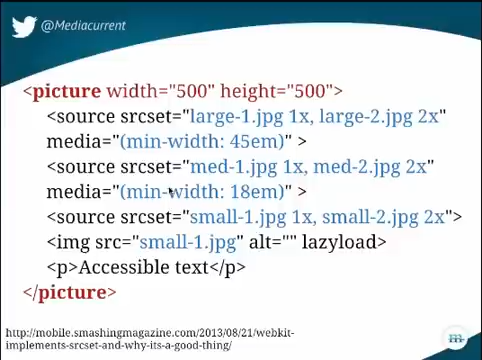 @Mediacurrent
<picture width="500" height="500">
<source srcset="large-1.jpg 1x, large-2.jpg 2x"
media="(min-width: 45em)" >
<source srcset="med-1.jpg 1x, med-2.jpg 2x"
media="(min-width: 18em)" >
<source srcset="small-1.jpg 1x, small-2.jpg 2x">
<img src="small-1.jpg" alt="" lazyload>
<p>Accessible text</p>
</picture>
http://mobile.smashingmagazine.com/2013/08/21/webkit-
implements-srcset-and-why-its-a-good-thing/
m